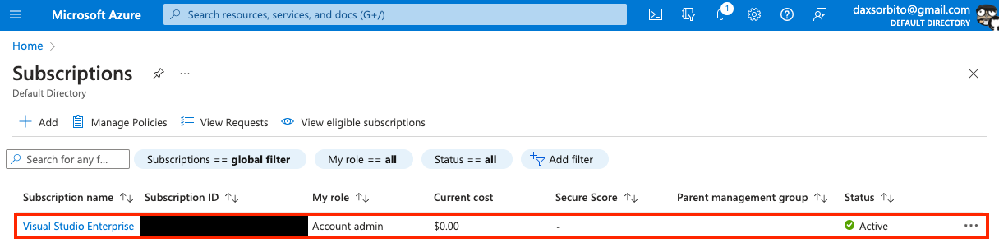 Microsoft Azure
Search resources, services, and docs (G+/)
1
daxsorbito@gmail.com
DEFAULT DIRECTORY
Home
Subscriptions
Default Directory
Add Manage Policies View Requests View eligible subscriptions
Search for any f... Subscriptions == global filter My role == all Status == all Add filter
Subscription name Subscription ID My role Current cost Secure Score Parent management group Status
Visual Studio Enterprise Account admin $0.00 - Active